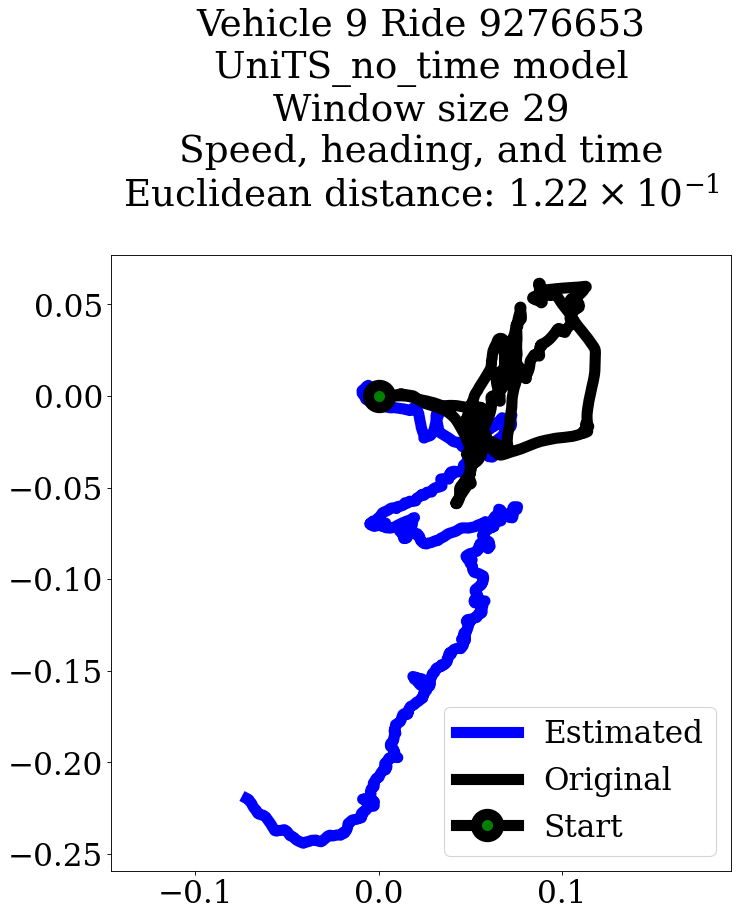 Vehicle 9 Ride 9276653
UniTS_no_time model
Window size 29
Speed, heading, and time
Euclidean distance: $1.22 \times 10^{-1}$
0.05
0.00
−0.05
−0.10
−0.15
−0.20
−0.25
−0.1
0.0
0.1
Estimated
Original
Start